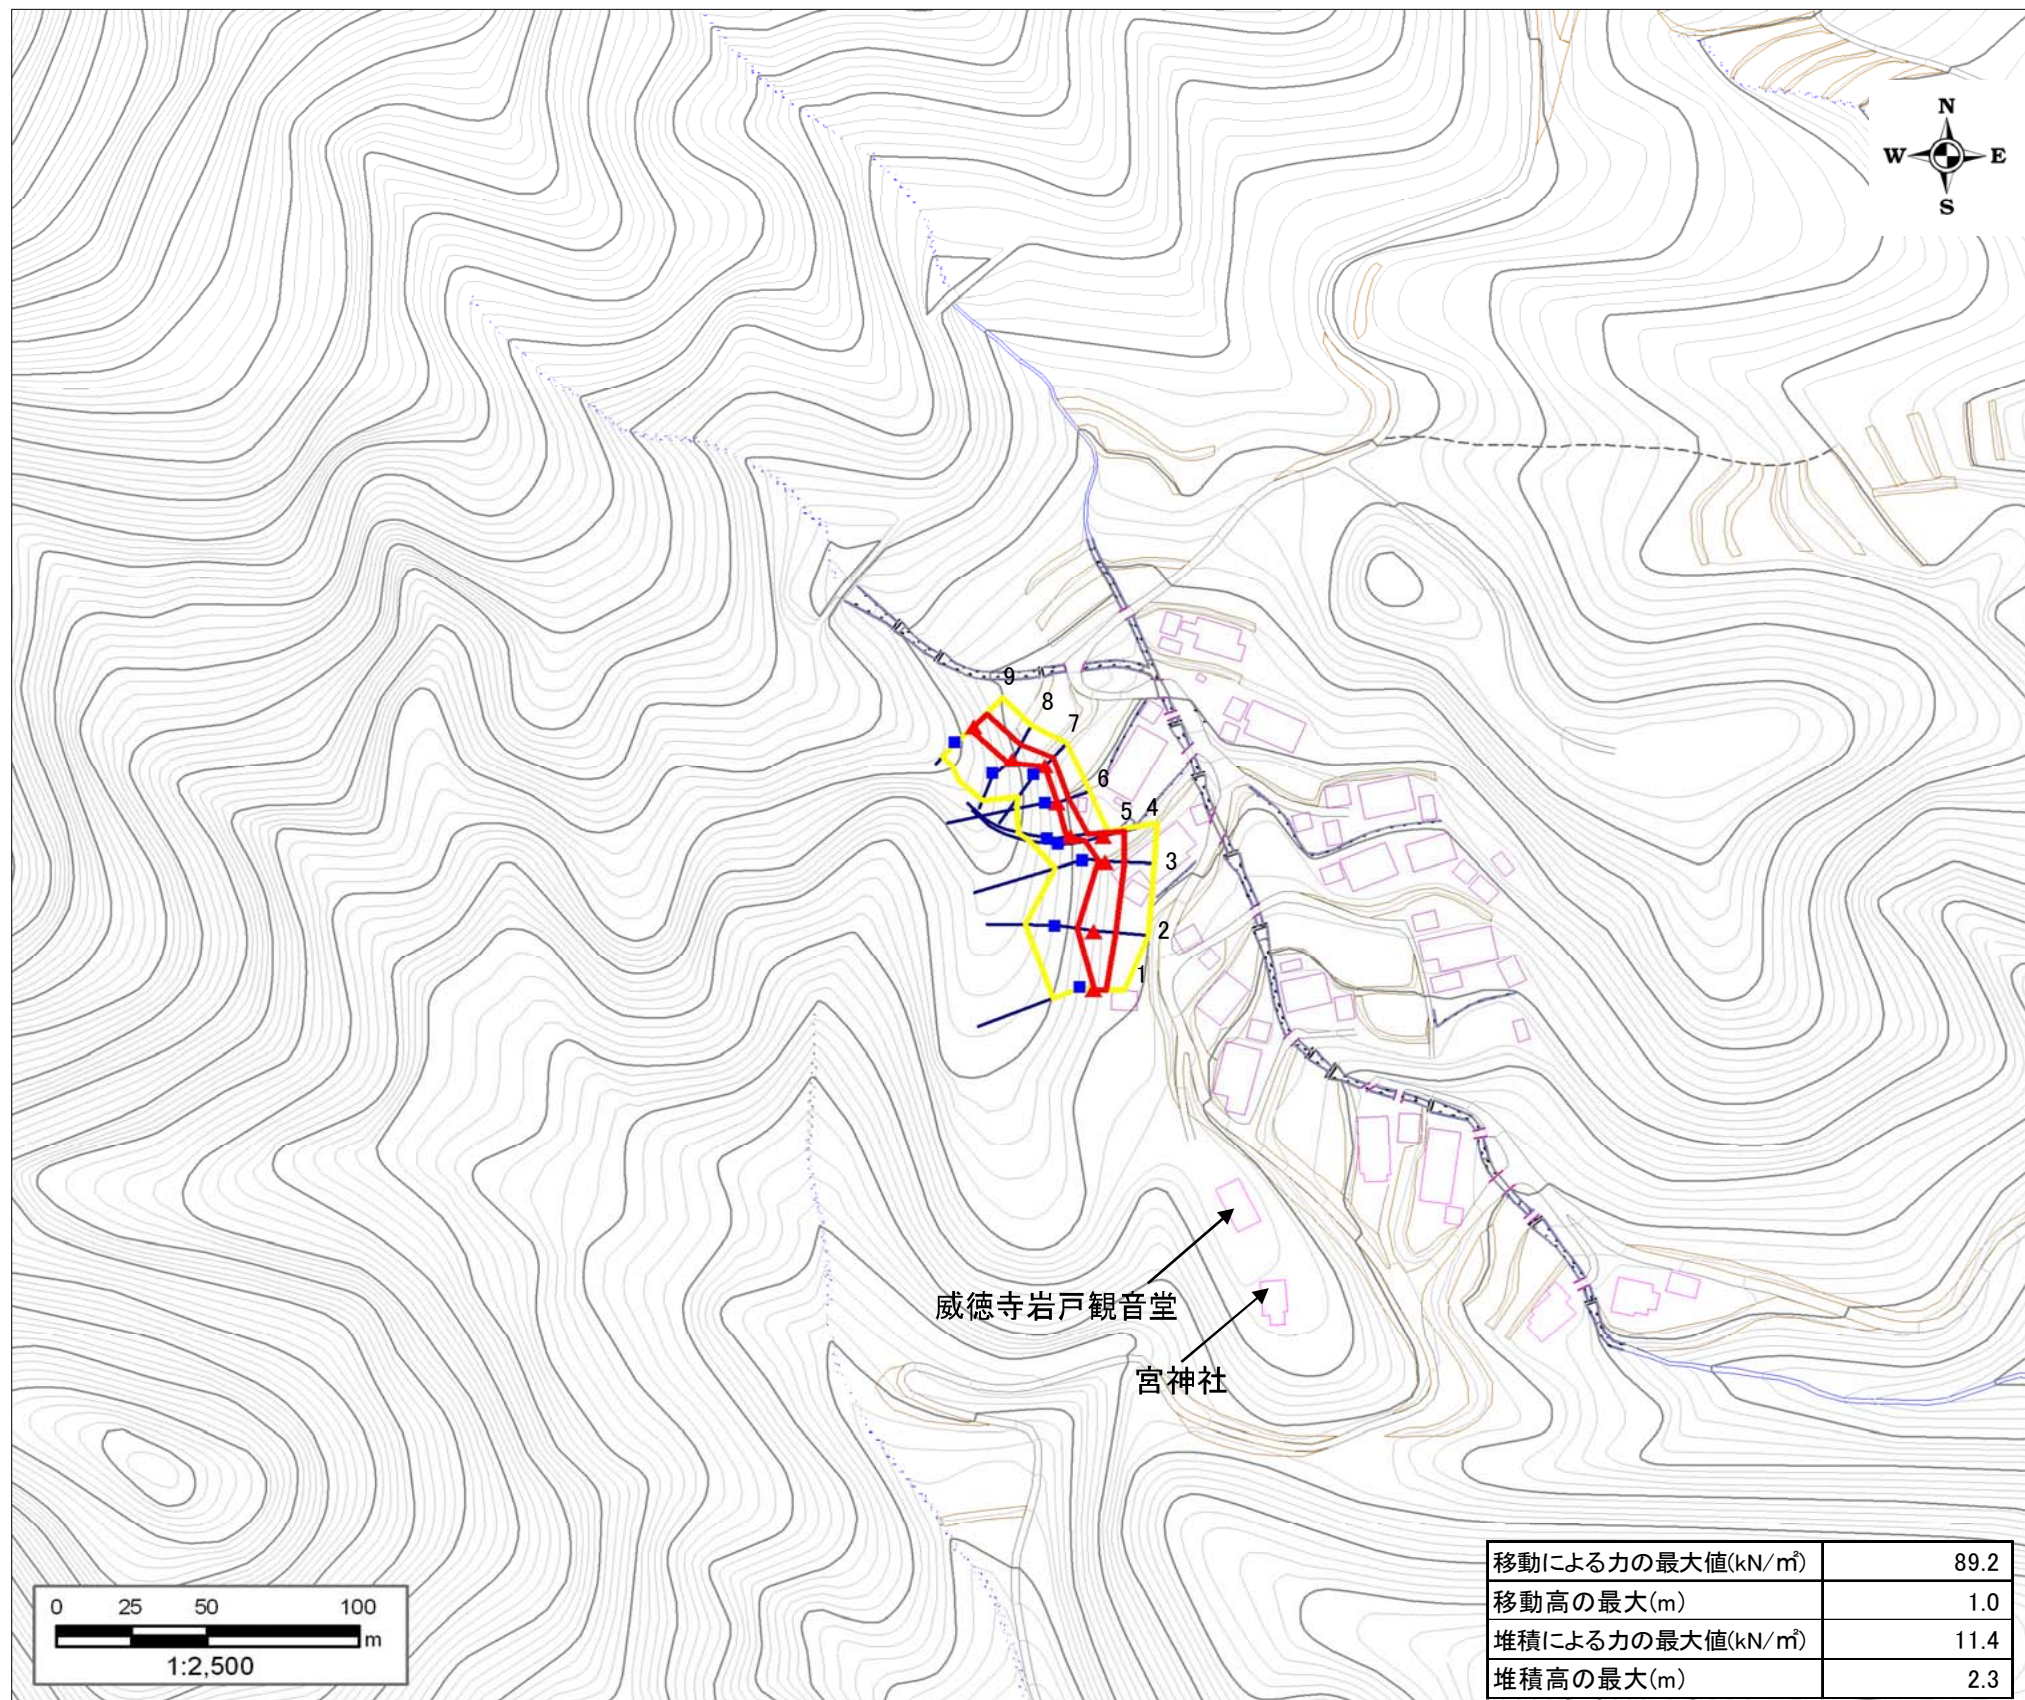 N
W E
S
9
8
7
6
5
4
3
2
1
威徳寺岩戸観音堂
宮神社
0 25 50 100
m
1:2,500
移動による力の最大値(kN/㎡) 89.2
移動高の最大(m) 1.0
堆積による力の最大値(kN/㎡) 11.4
堆積高の最大(m) 2.3